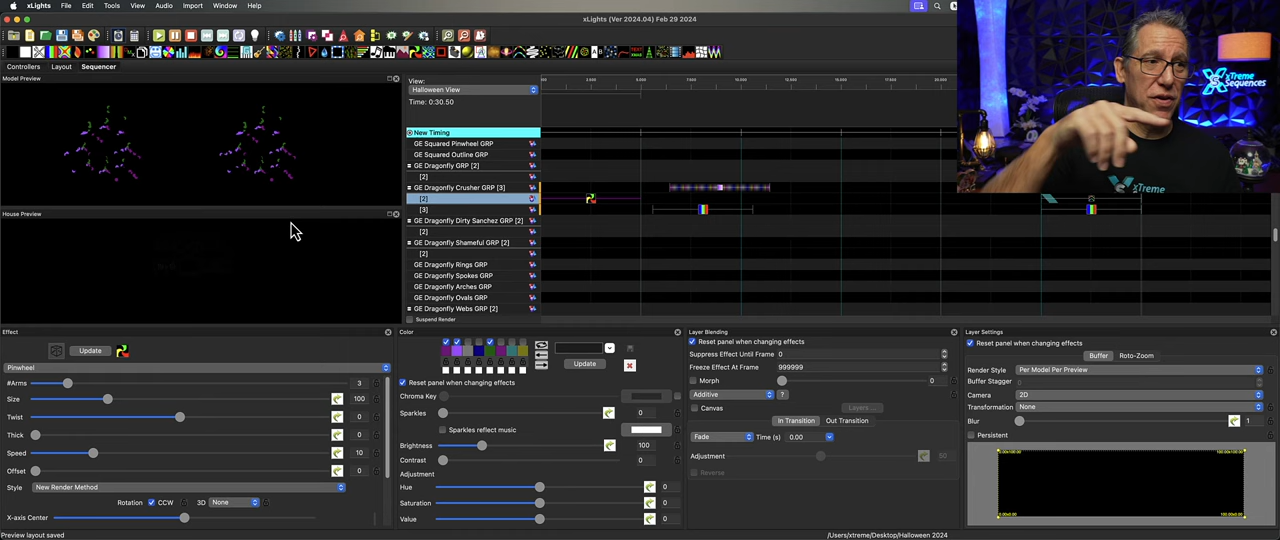 xLights File Edit Tools View Audio Import Window Help
xLights (Ver 2024.04) Feb 29 2024
Controllers Layout Sequencer
Model Preview
House Preview
View:
Halloween View
Time: 0:30.50
New Timing
GE Squared Pinwheel GRP
GE Squared Outline GRP
GE Dragonfly GRP [2]
[2]
GE Dragonfly Crusher GRP [3]
[2]
[3]
GE Dragonfly Dirty Sanchez GRP [2]
[2]
GE Dragonfly Shameful GRP [2]
[2]
GE Dragonfly Rings GRP
GE Dragonfly Spokes GRP
GE Dragonfly Arches GRP
GE Dragonfly Ovals GRP
GE Dragonfly Webs GRP [2]
Suspend Render
xTreme
Sequences
xTreme
Effect
Update
Pinwheel
#Arms 3
Size 100
Twist 0
Thick 0
Speed 10
Offset 0
Style New Render Method
Rotation CCW 3D None
X-axis Center
Color
Update
Reset panel when changing effects
Chroma Key
Sparkles 0
Sparkles reflect music
Brightness 100
Contrast 0
Adjustment
Hue 0
Saturation 0
Value 0
Layer Blending
Reset panel when changing effects
Suppress Effect Until Frame 0
Freeze Effect At Frame 999999
Morph 0
Additive ?
Canvas Layers ...
In Transition Out Transition
Fade Time (s) 0.00
Adjustment 50
Reverse
Layer Settings
Reset panel when changing effects
Buffer Roto-Zoom
Render Style Per Model Per Preview
Buffer Stagger 0
Camera 2D
Transformation None
Blur 1
Persistent
Preview layout saved
/Users/xtreme/Desktop/Halloween 2024